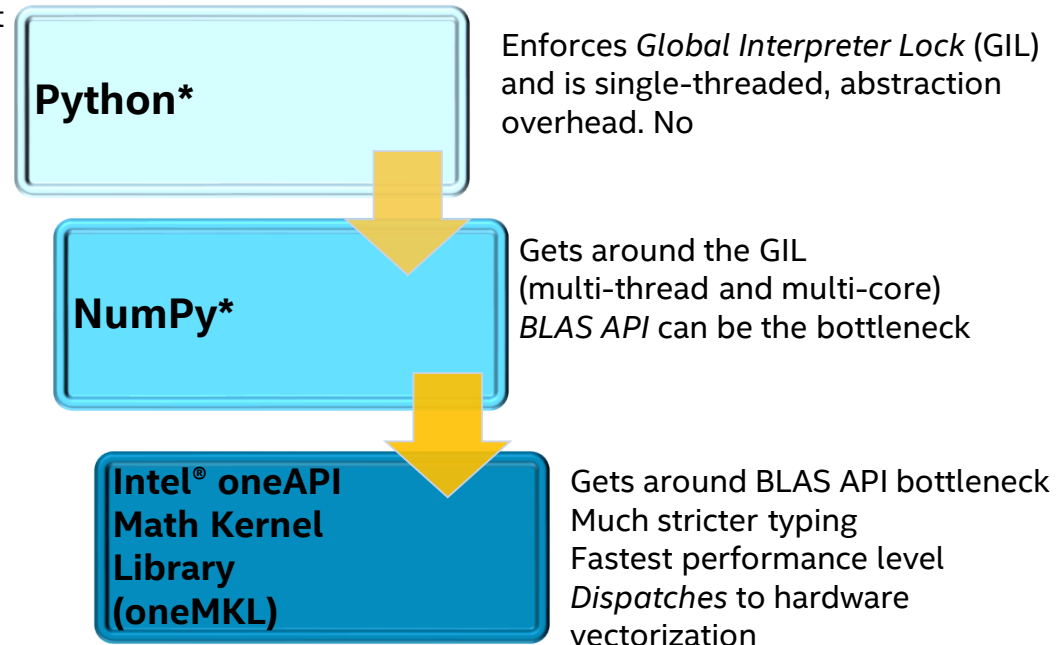 t
Python*
Enforces Global Interpreter Lock (GIL)
and is single-threaded, abstraction
overhead. No
NumPy*
Gets around the GIL
(multi-thread and multi-core)
BLAS API can be the bottleneck
Intel® oneAPI
Math Kernel
Library
(oneMKL)
Gets around BLAS API bottleneck
Much stricter typing
Fastest performance level
Dispatches to hardware
vectorization